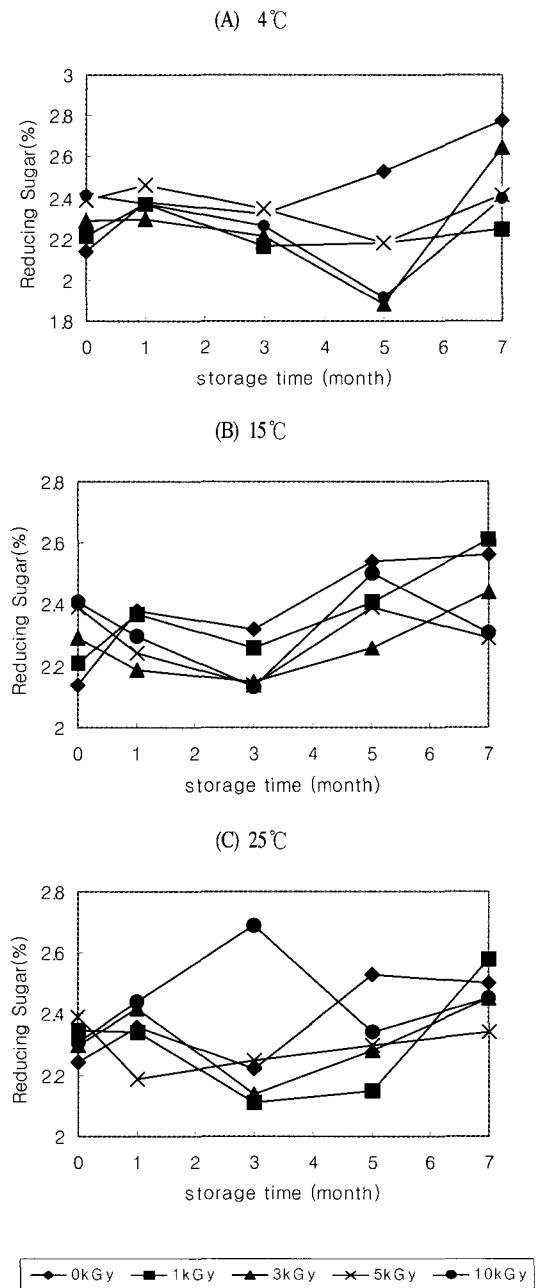 (A) 4℃
3
2.8
2.6
2.4
2.2
2
1.8
Reducing Sugar(%)
0 1 2 3 4 5 6 7
storage time (month)
(B) 15℃
2.8
2.6
2.4
2.2
2
Reducing Sugar(%)
0 1 2 3 4 5 6 7
storage time (month)
(C) 25℃
2.8
2.6
2.4
2.2
2
Reducing Sugar(%)
0 1 2 3 4 5 6 7
storage time (month)
0kGy 1kGy 3kGy 5kGy 10kGy